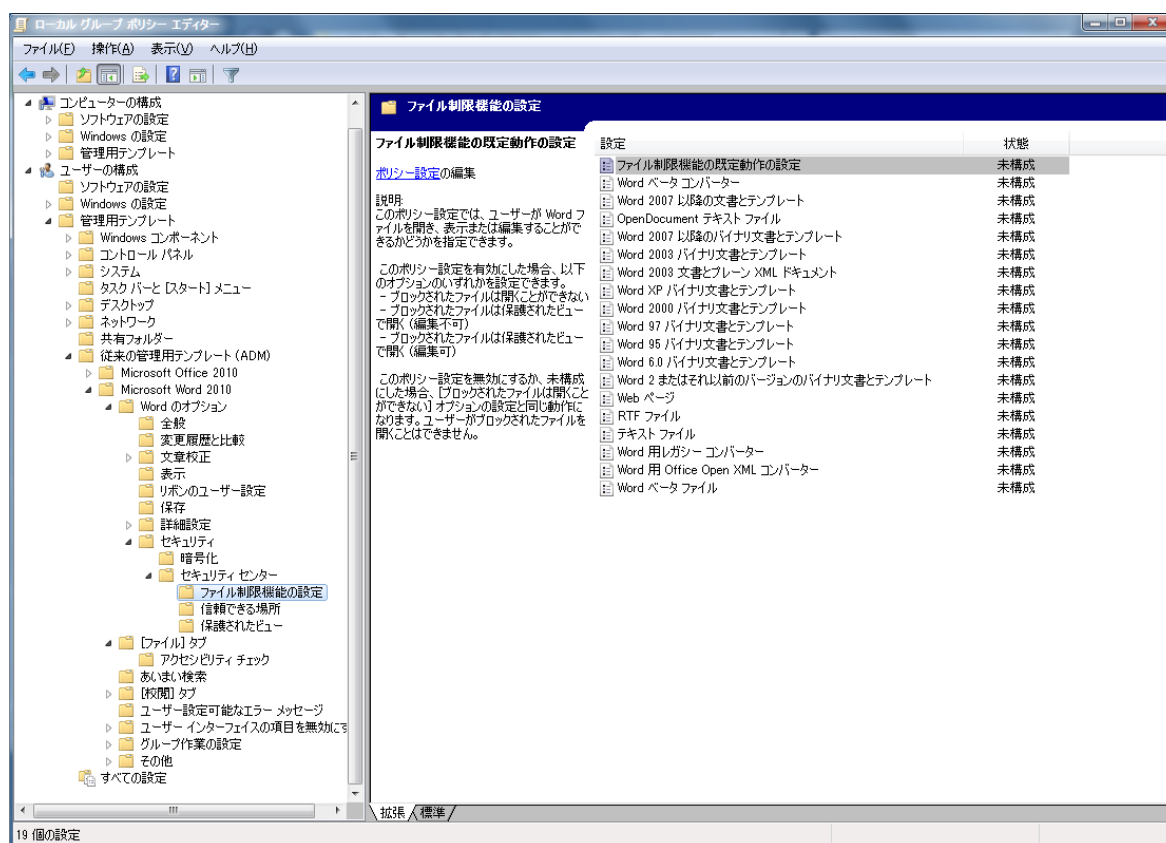 ローカル グループ ポリシー エディター
ファイル(F) 操作(A) 表示(V) ヘルプ(H)
コンピューターの構成
ソフトウェアの設定
Windows の設定
管理用テンプレート
ユーザーの構成
ソフトウェアの設定
Windows の設定
管理用テンプレート
Windows コンポーネント
コントロール パネル
システム
タスク バーと [スタート] メニュー
デスクトップ
ネットワーク
共有フォルダー
従来の管理用テンプレート (ADM)
Microsoft Office 2010
Microsoft Word 2010
Word のオプション
全般
変更履歴と比較
文章校正
表示
リボンのユーザー設定
保存
詳細設定
セキュリティ
暗号化
セキュリティ センター
ファイル制限機能の設定
信頼できる場所
保護されたビュー
[ファイル] タブ
アクセシビリティ チェック
あいまい検索
[校閲] タブ
ユーザー設定可能なエラー メッセージ
ユーザー インターフェイスの項目を無効にす
グループ作業の設定
その他
すべての設定
ファイル制限機能の設定
ファイル制限機能の既定動作の設定
ポリシー設定の編集
説明:
このポリシー設定では、ユーザーが Word フ
ァイルを開き、表示または編集することがで
きるかどうかを指定できます。
このポリシー設定を有効にした場合、以下
のオプションのいずれかを設定できます。
- ブロックされたファイルは開くことができない
- ブロックされたファイルは保護されたビュー
で開く (編集不可)
- ブロックされたファイルは保護されたビュー
で開く (編集可)
このポリシー設定を無効にするか、未構成
にした場合、[ブロックされたファイルは開くこと
ができない] オプションの設定と同じ動作に
なります。ユーザーがブロックされたファイルを
開くことはできません。
設定 状態
ファイル制限機能の既定動作の設定 未構成
Word ベータ コンバーター 未構成
Word 2007 以降の文書とテンプレート 未構成
OpenDocument テキスト ファイル 未構成
Word 2007 以降のバイナリ文書とテンプレート 未構成
Word 2003 バイナリ文書とテンプレート 未構成
Word 2003 文書とプレーン XML ドキュメント 未構成
Word XP バイナリ文書とテンプレート 未構成
Word 2000 バイナリ文書とテンプレート 未構成
Word 97 バイナリ文書とテンプレート 未構成
Word 95 バイナリ文書とテンプレート 未構成
Word 6.0 バイナリ文書とテンプレート 未構成
Word 2 またはそれ以前のバージョンのバイナリ文書とテンプレート 未構成
Web ページ 未構成
RTF ファイル 未構成
テキスト ファイル 未構成
Word 用レガシー コンバーター 未構成
Word 用 Office Open XML コンバーター 未構成
Word ベータ ファイル 未構成
拡張 標準
19 個の設定